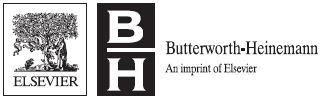 ELSEVIER
B
H
Butterworth-Heinemann
An imprint of Elsevier